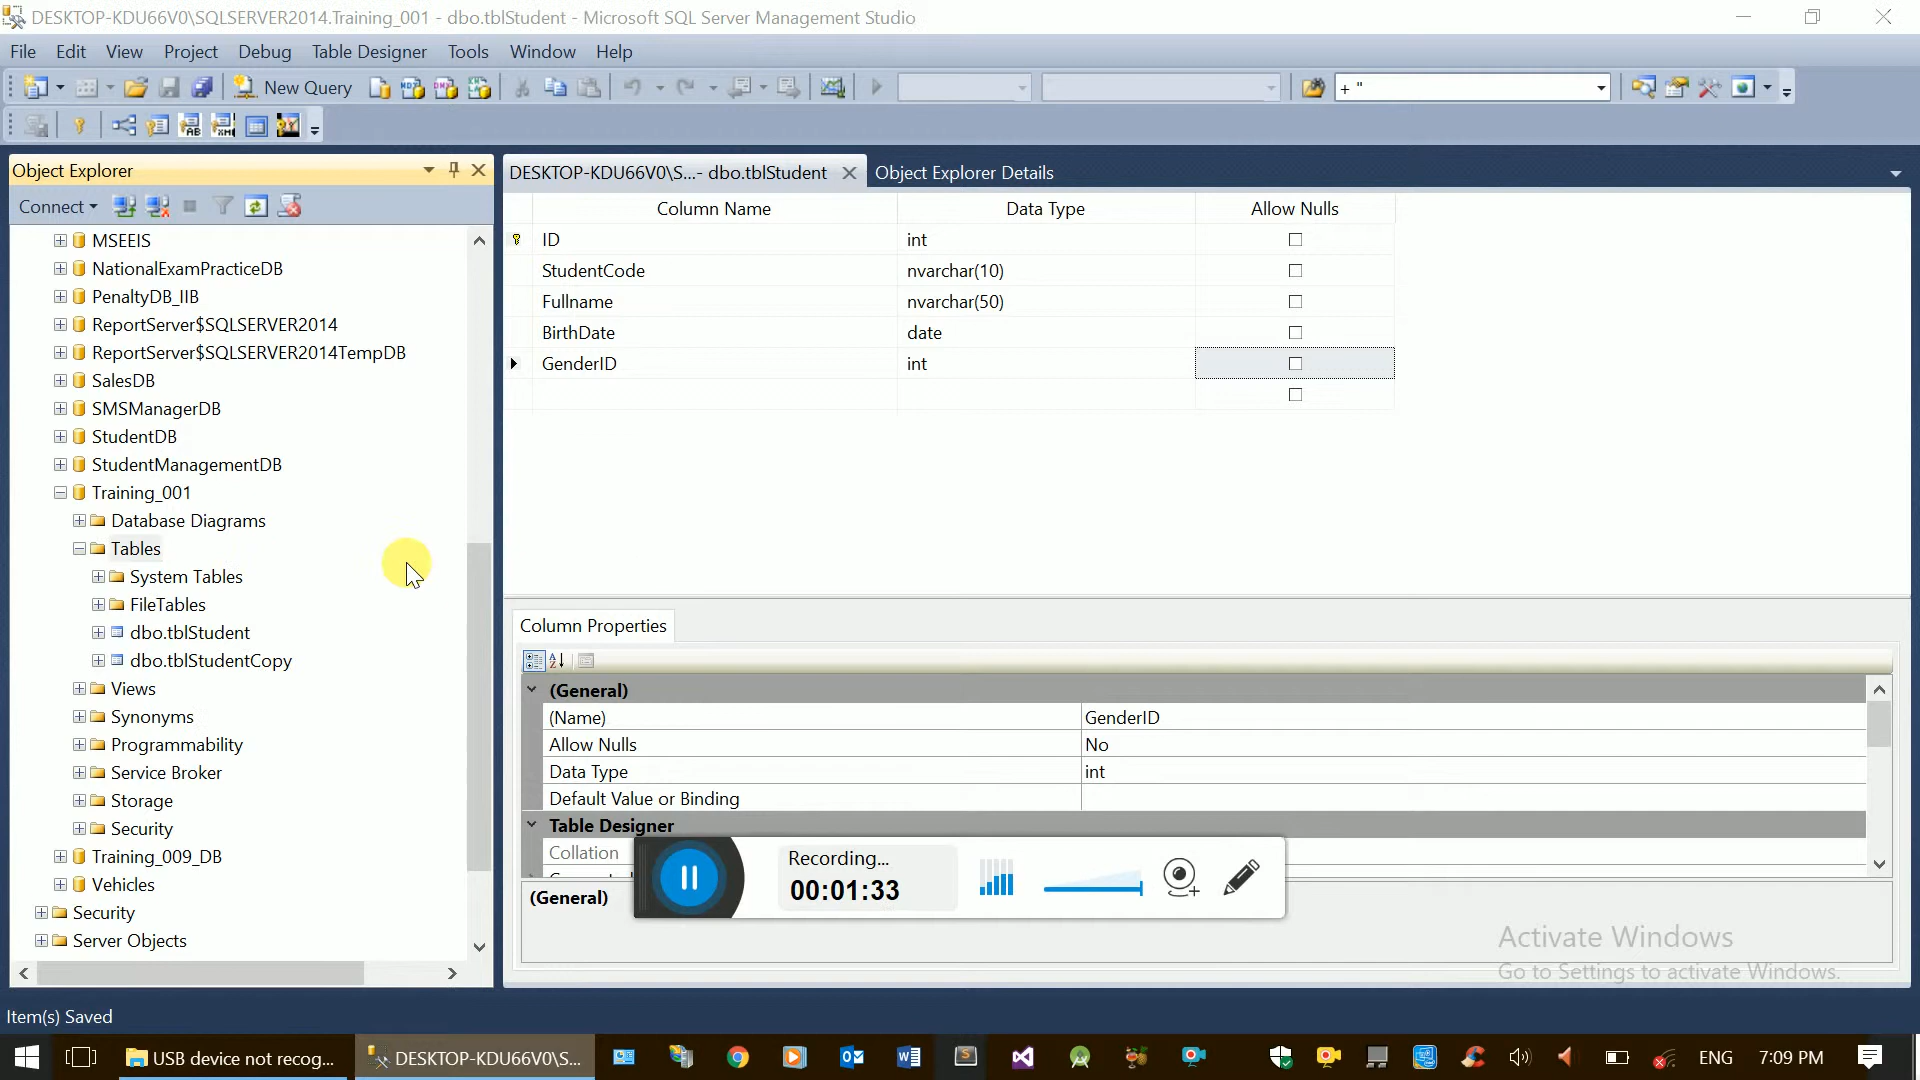 DESKTOP-KDU66V0\SQLSERVER2014.Training_001 - dbo.tblStudent - Microsoft SQL Server Management Studio
File Edit View Project Debug Table Designer Tools Window Help
New Query
+ "
Object Explorer
Connect
MSEEIS
NationalExamPracticeDB
PenaltyDB_IIB
ReportServer$SQLSERVER2014
ReportServer$SQLSERVER2014TempDB
SalesDB
SMSManagerDB
StudentDB
StudentManagementDB
Training_001
Database Diagrams
Tables
System Tables
FileTables
dbo.tblStudent
dbo.tblStudentCopy
Views
Synonyms
Programmability
Service Broker
Storage
Security
Training_009_DB
Vehicles
Security
Server Objects
DESKTOP-KDU66V0\S...- dbo.tblStudent
Object Explorer Details
Column Name Data Type Allow Nulls
ID int
StudentCode nvarchar(10)
Fullname nvarchar(50)
BirthDate date
GenderID int
Column Properties
(General)
(Name) GenderID
Allow Nulls No
Data Type int
Default Value or Binding
Table Designer
Collation
(General)
Recording...
00:01:33
Activate Windows
Go to Settings to activate Windows.
Item(s) Saved
USB device not recog...
DESKTOP-KDU66V0\S...
ENG
7:09 PM